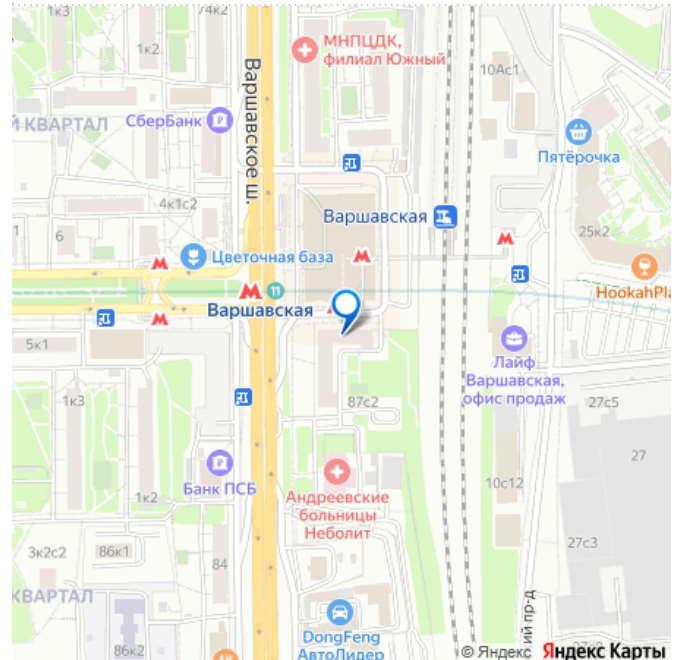 74к2
1к2
МНПЦДК,
филиал Южный
10Ас1
Й КВАРТАЛ
СберБанк
Варшавское ш.
Пятёрочка
4к1с2
Варшавская
6
25к2
Цветочная база
11
HookahPla
Варшавская
5к1
Лайф
Варшавская,
офис продаж
1к3
87с2
27с5
27
Банк ПСБ
1к2
Андреевские
больницы
Неболит
10с12
3к2с2
86к1
84
27с3
КВАРТАЛ
ий пр-д
DongFeng
АвтоЛидер
86к2
© Яндекс Яндекс Карты